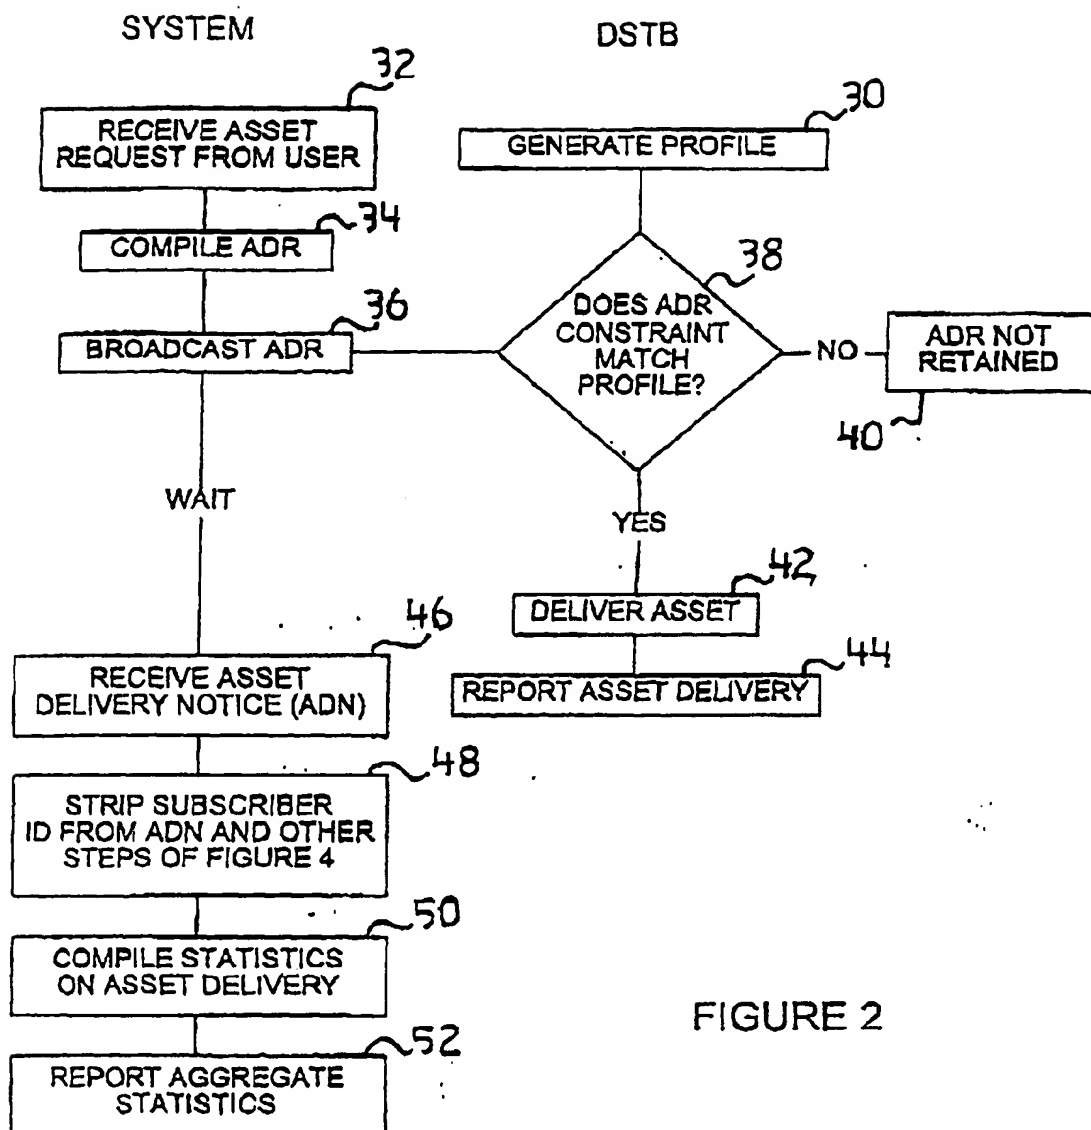 SYSTEM
32
RECEIVE ASSET
REQUEST FROM USER
34
COMPILE ADR
36
BROADCAST ADR
WAIT
46
RECEIVE ASSET
DELIVERY NOTICE (ADN)
48
STRIP SUBSCRIBER
ID FROM ADN AND OTHER
STEPS OF FIGURE 4
50
COMPILE STATISTICS
ON ASSET DELIVERY
52
REPORT AGGREGATE
STATISTICS
DSTB
30
GENERATE PROFILE
38
DOES ADR
CONSTRAINT
MATCH
PROFILE?
NO
ADR NOT
RETAINED
40
YES
42
DELIVER ASSET
44
REPORT ASSET DELIVERY
FIGURE 2